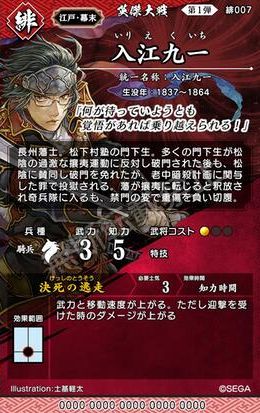 緋
江戸・幕末
英傑大戦
第1弾
緋007
いりえくいち
入江九一
統一名称：入江九一
生没年：1837~1864
『何が待っていようとも
覚悟があれば乗り越えられる！』
長州藩士。松下村塾の門下生。多くの門下生が松
陰の過激な攘夷運動に反対し破門された後も、松
陰に賛同し破門を免れたが、老中暗殺計画に関与
した罪で投獄される。藩が攘夷に転じると釈放さ
れ奇兵隊に入るも、禁門の変で重傷を負い切腹。
兵種 武力 知力 武将コスト
騎兵 3 5 特技
けっしのとうそう
決死の逃走
必要士気 3
効果時間 知力時間
効果範囲
武力と移動速度が上がる。ただし迎撃を受
けた時のダメージが上がる
Illustration:土基軽太
©SEGA
0000-0000-0000-0000-0000